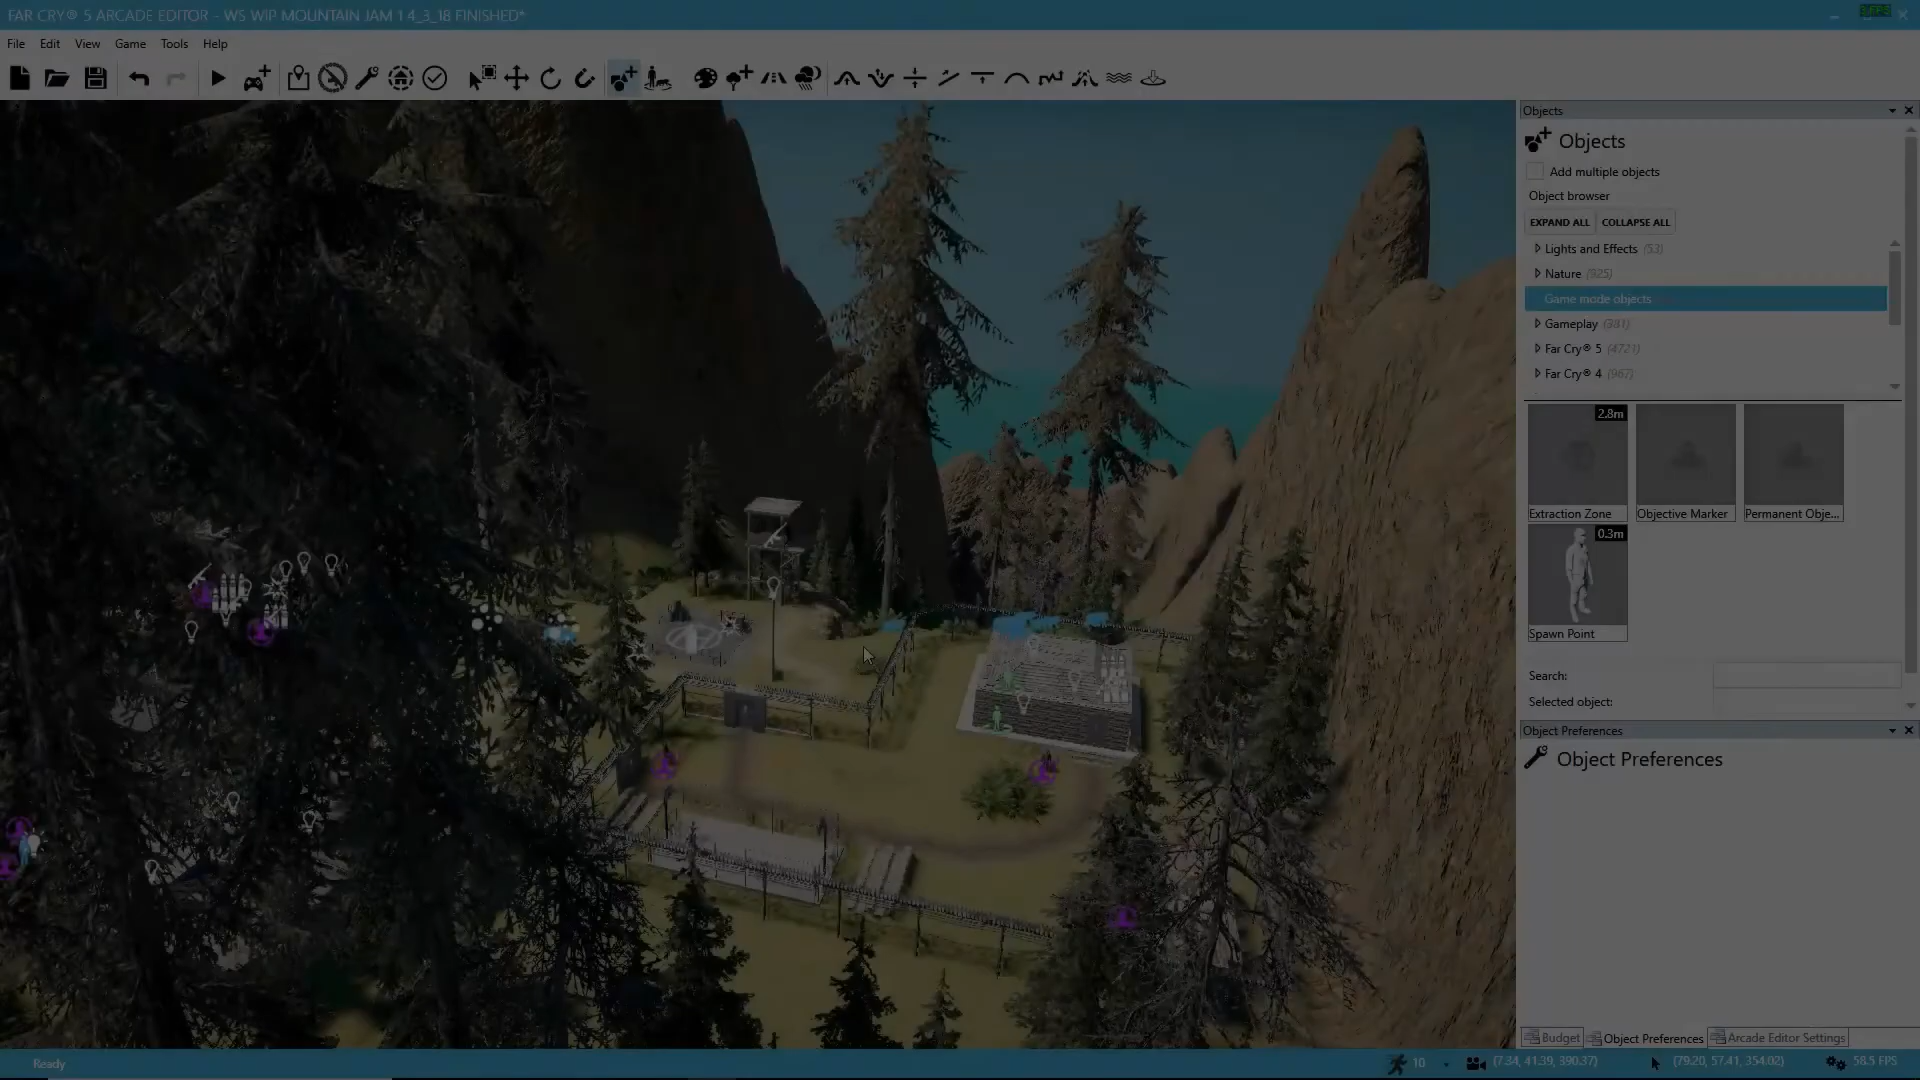 FAR CRY® 5 ARCADE EDITOR - WS WIP MOUNTAIN JAM 1 4_3_18 FINISHED*
File Edit View Game Tools Help
Objects
Objects
Add multiple objects
Object browser
EXPAND ALL COLLAPSE ALL
Lights and Effects (53)
Nature (925)
Game mode objects
Gameplay (381)
Far Cry® 5 (4721)
Far Cry® 4 (967)
2.8m
Extraction Zone Objective Marker Permanent Obje...
0.3m
Spawn Point
Search:
Selected object:
Object Preferences
Object Preferences
Budget Object Preferences Arcade Editor Settings
Ready 10 (7.34, 41.39, 390.37) (79.20, 57.41, 354.02) 58.5 FPS